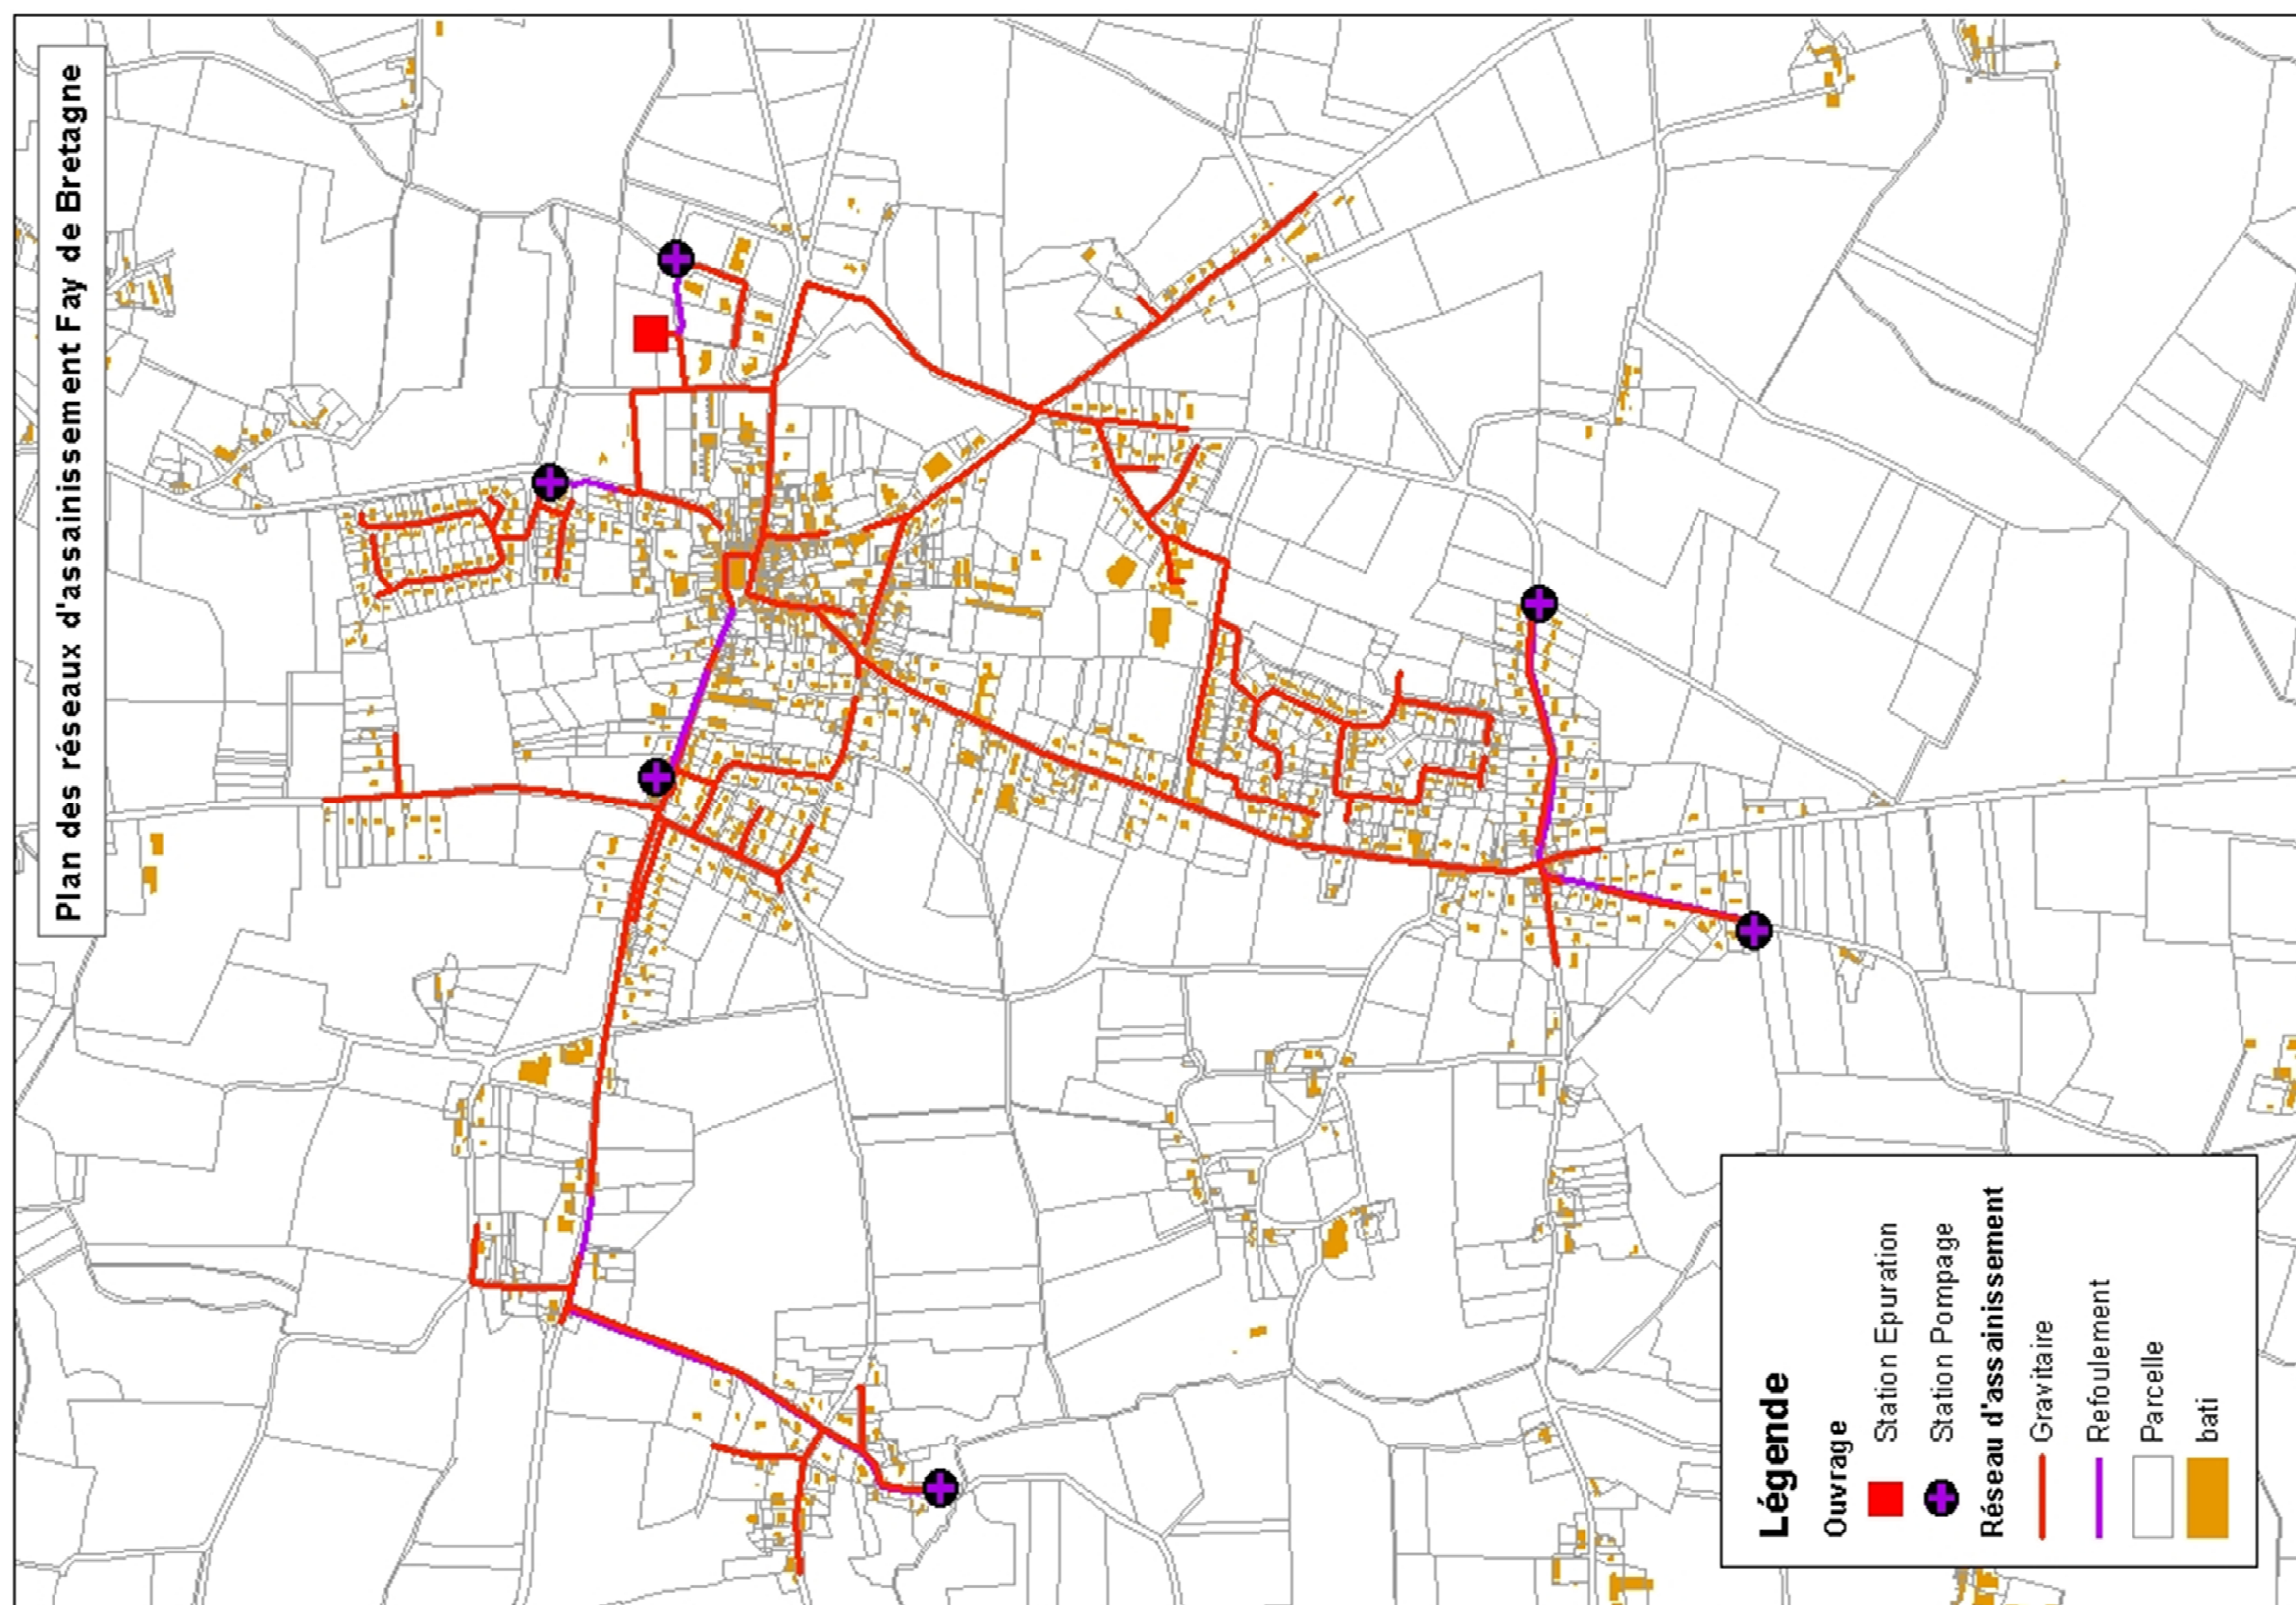 Plan des réseaux d'assainissement Fay de Bretagne
Légende
Ouvrage
Station Epuration
Station Pompage
Réseau d'assainissement
Gravitaire
Refoulement
Parcelle
bati